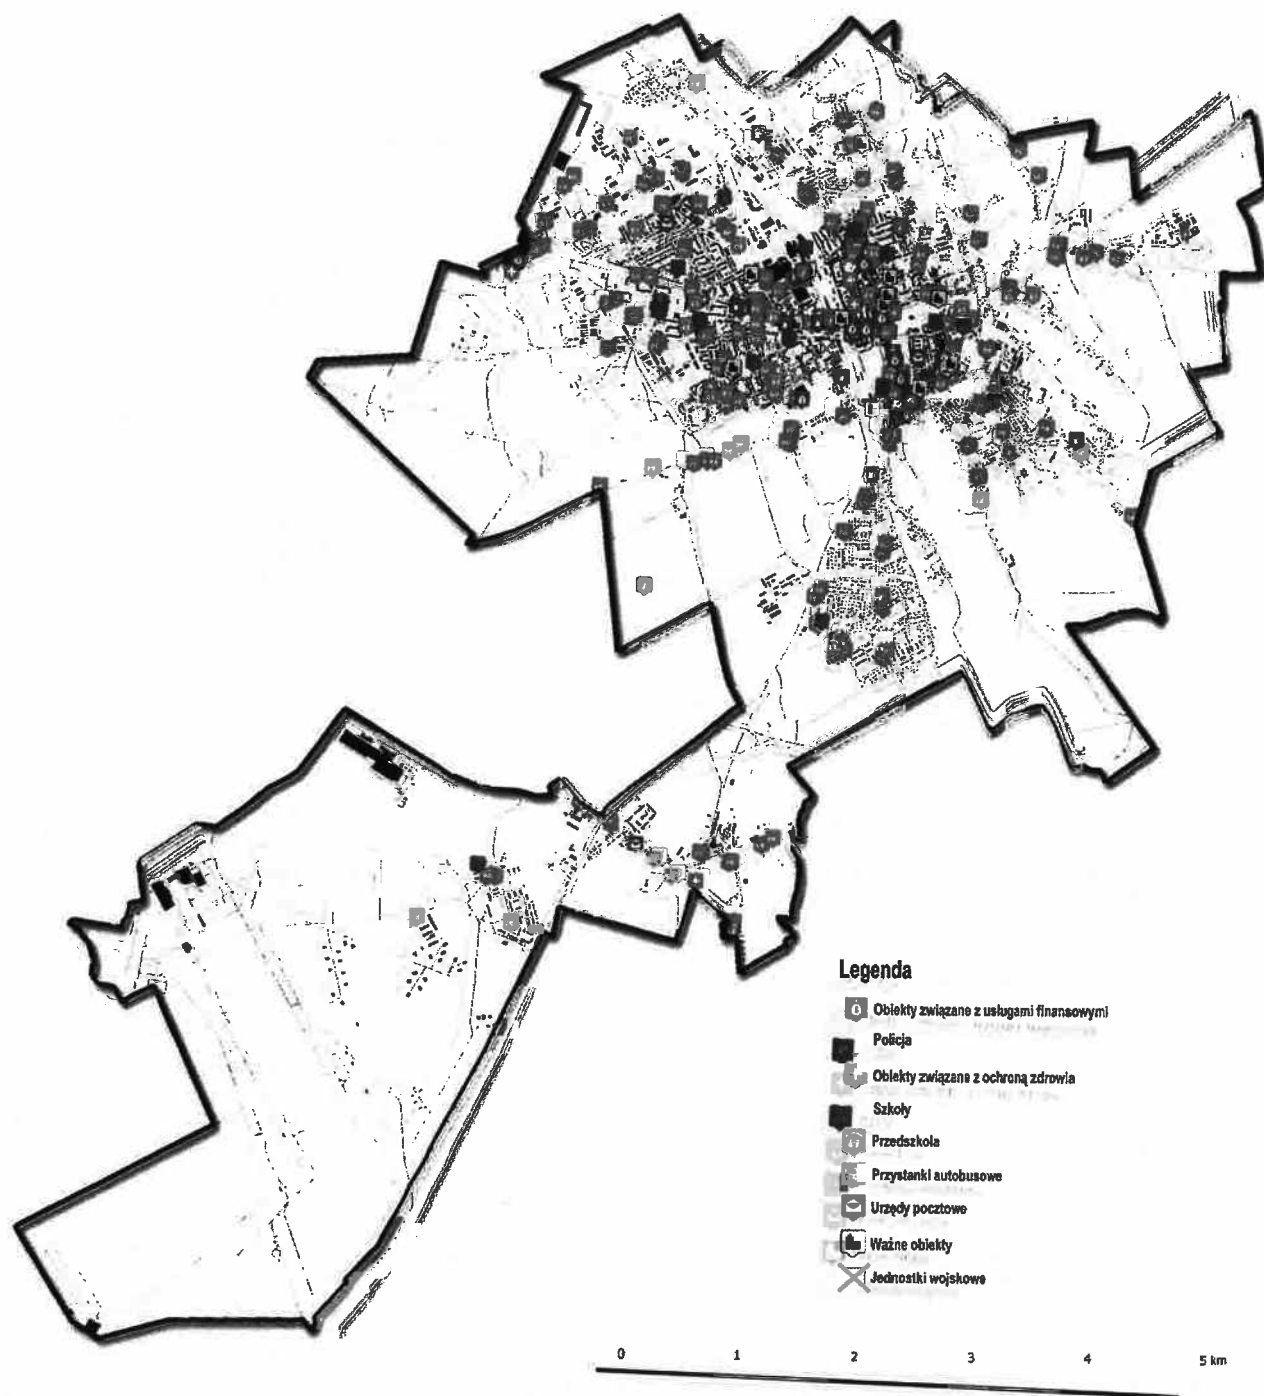 Legenda
Obiekty związane z usługami finansowymi
Policja
Obiekty związane z ochroną zdrowia
Szkoły
Przedszkola
Przystanki autobusowe
Urzędy pocztowe
Ważne obiekty
Jednostki wojskowe
0 1 2 3 4 5 km